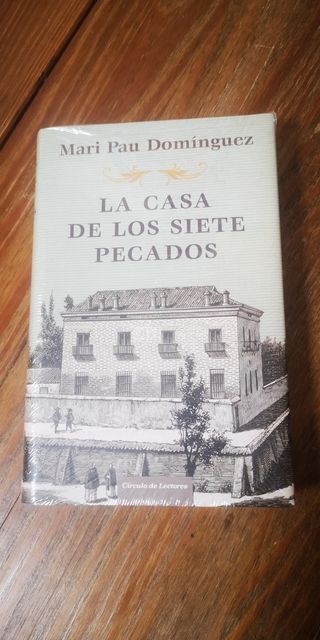 Mari Pau Domínguez
LA CASA
DE LOS SIETE
PECADOS
Círculo de Lectores